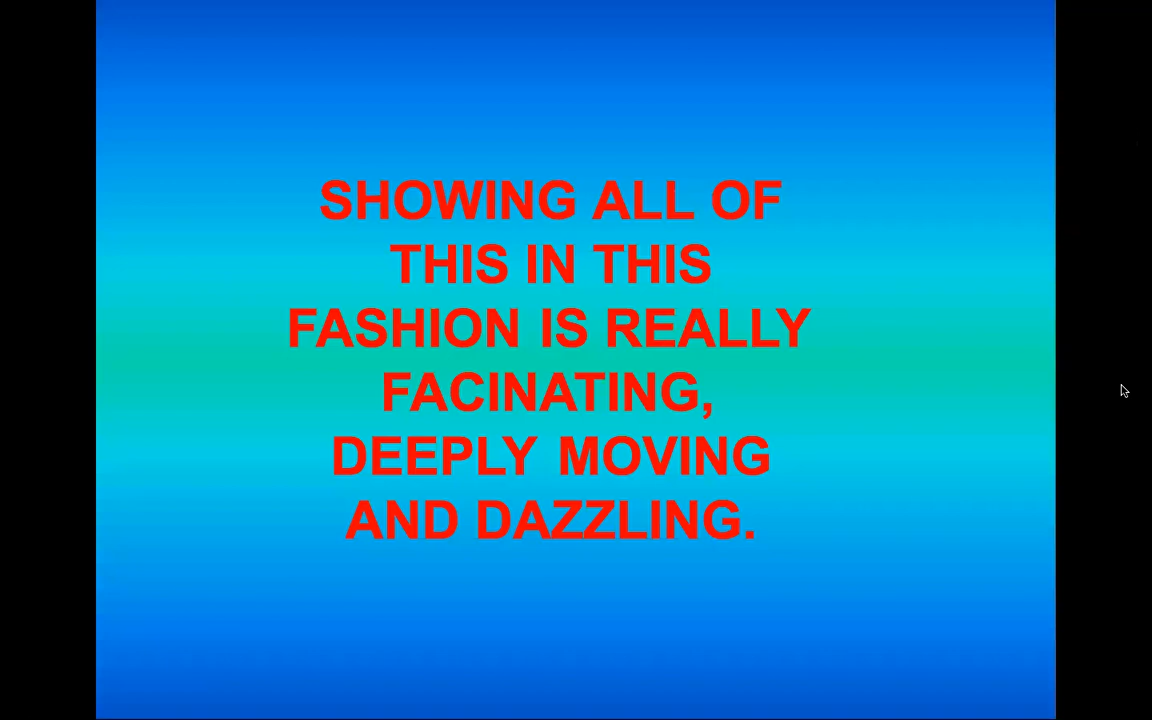 SHOWING ALL OF
THIS IN THIS
FASHION IS REALLY
FACINATING,
DEEPLY MOVING
AND DAZZLING.